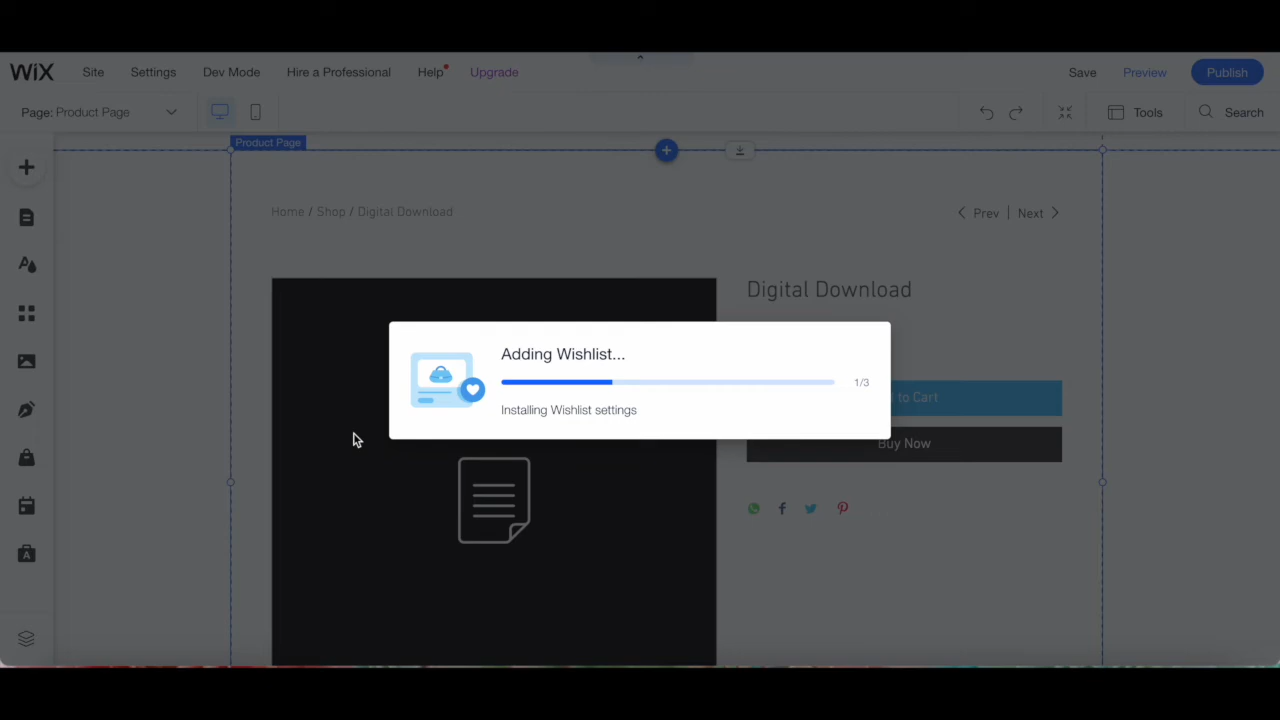 WiX Site Settings Dev Mode Hire a Professional Help Upgrade Save Preview Publish
Page: Product Page Tools Search
Product Page
Home / Shop / Digital Download Prev | Next
Digital Download
Adding Wishlist...
1/3
Installing Wishlist settings
to Cart
Buy Now